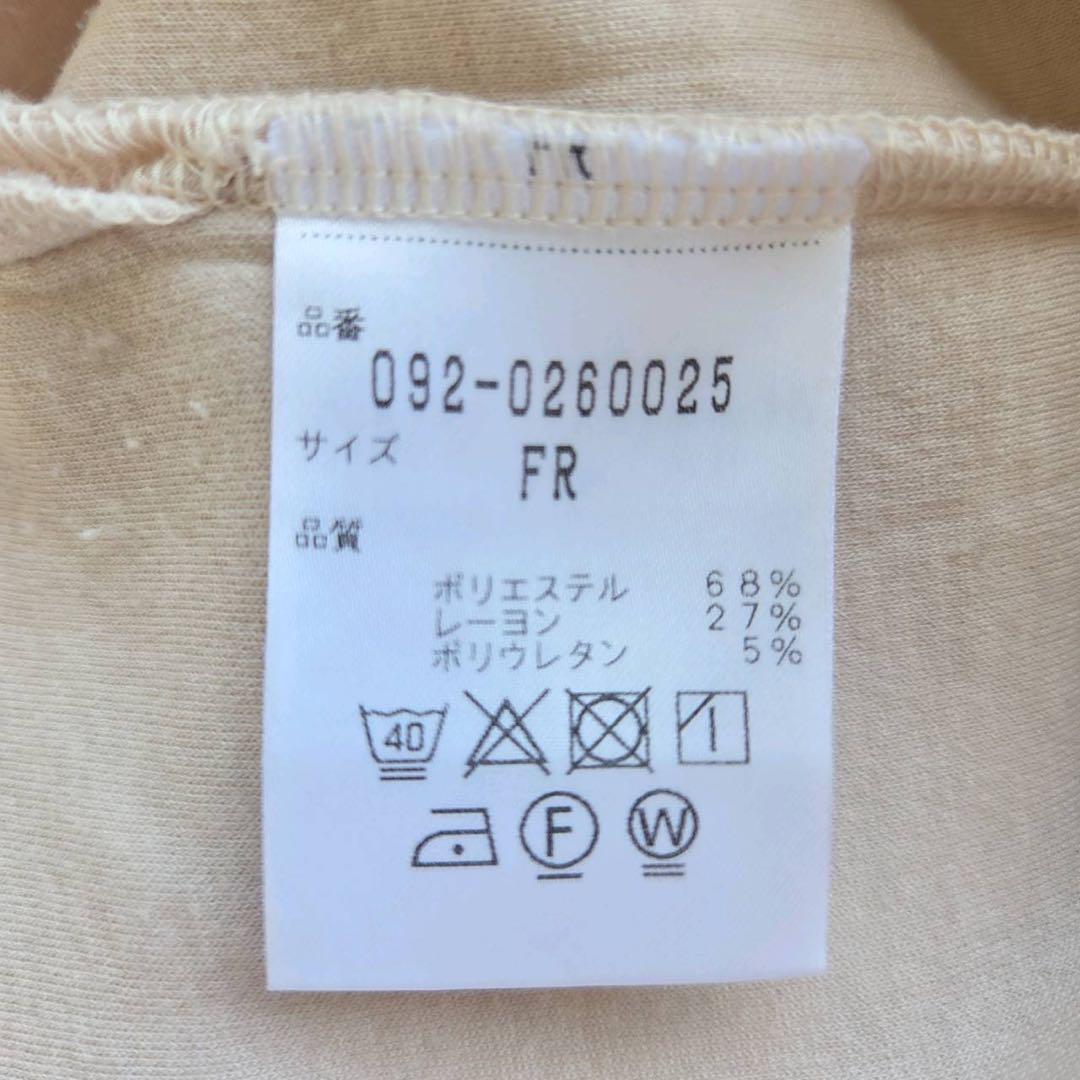 品番
092-0260025
サイズ FR
品質
ポリエステル 68%
レーヨン 27%
ポリウレタン 5%
40
F W